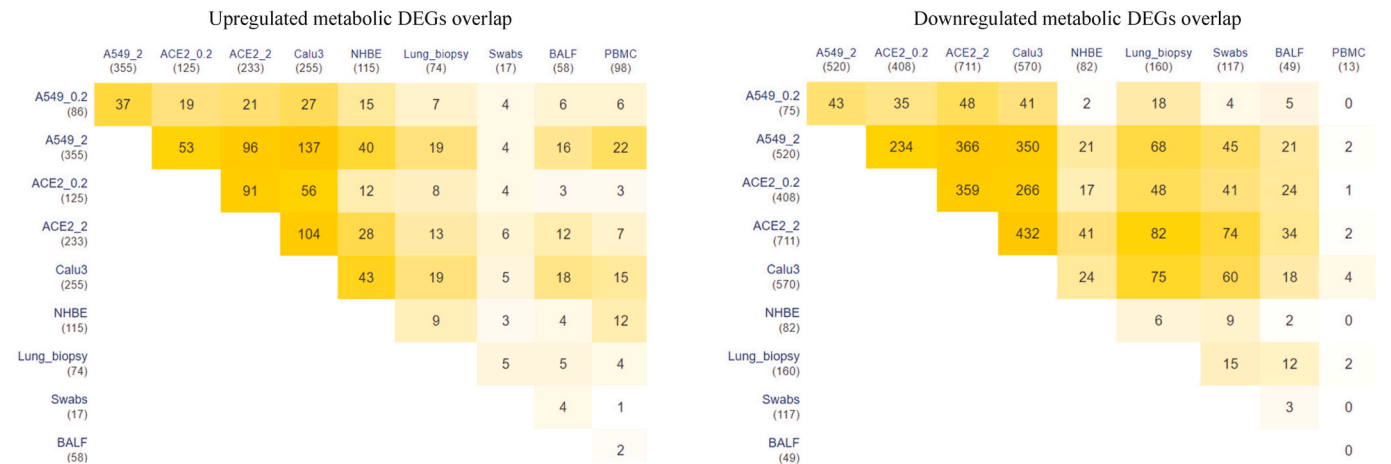 Upregulated metabolic DEGs overlap
A549_2 ACE2_0.2 ACE2_2 Calu3 NHBE Lung_biopsy Swabs BALF PBMC
(355) (125) (233) (255) (115) (74) (17) (58) (98)
A549_0.2 37 19 21 27 15 7 4 6 6
(86)
A549_2 53 96 137 40 19 4 16 22
(355)
ACE2_0.2 91 56 12 8 4 3 3
(125)
ACE2_2 104 28 13 6 12 7
(233)
Calu3 43 19 5 18 15
(255)
NHBE 9 3 4 12
(115)
Lung_biopsy 5 5 4
(74)
Swabs 4 1
(17)
BALF 2
(58)
Downregulated metabolic DEGs overlap
A549_2 ACE2_0.2 ACE2_2 Calu3 NHBE Lung_biopsy Swabs BALF PBMC
(520) (408) (711) (570) (82) (160) (117) (49) (13)
A549_0.2 43 35 48 41 2 18 4 5 0
(75)
A549_2 234 366 350 21 68 45 21 2
(520)
ACE2_0.2 359 266 17 48 41 24 1
(408)
ACE2_2 432 41 82 74 34 2
(711)
Calu3 24 75 60 18 4
(570)
NHBE 6 9 2 0
(82)
Lung_biopsy 15 12 2
(160)
Swabs 3 0
(117)
BALF 0
(49)